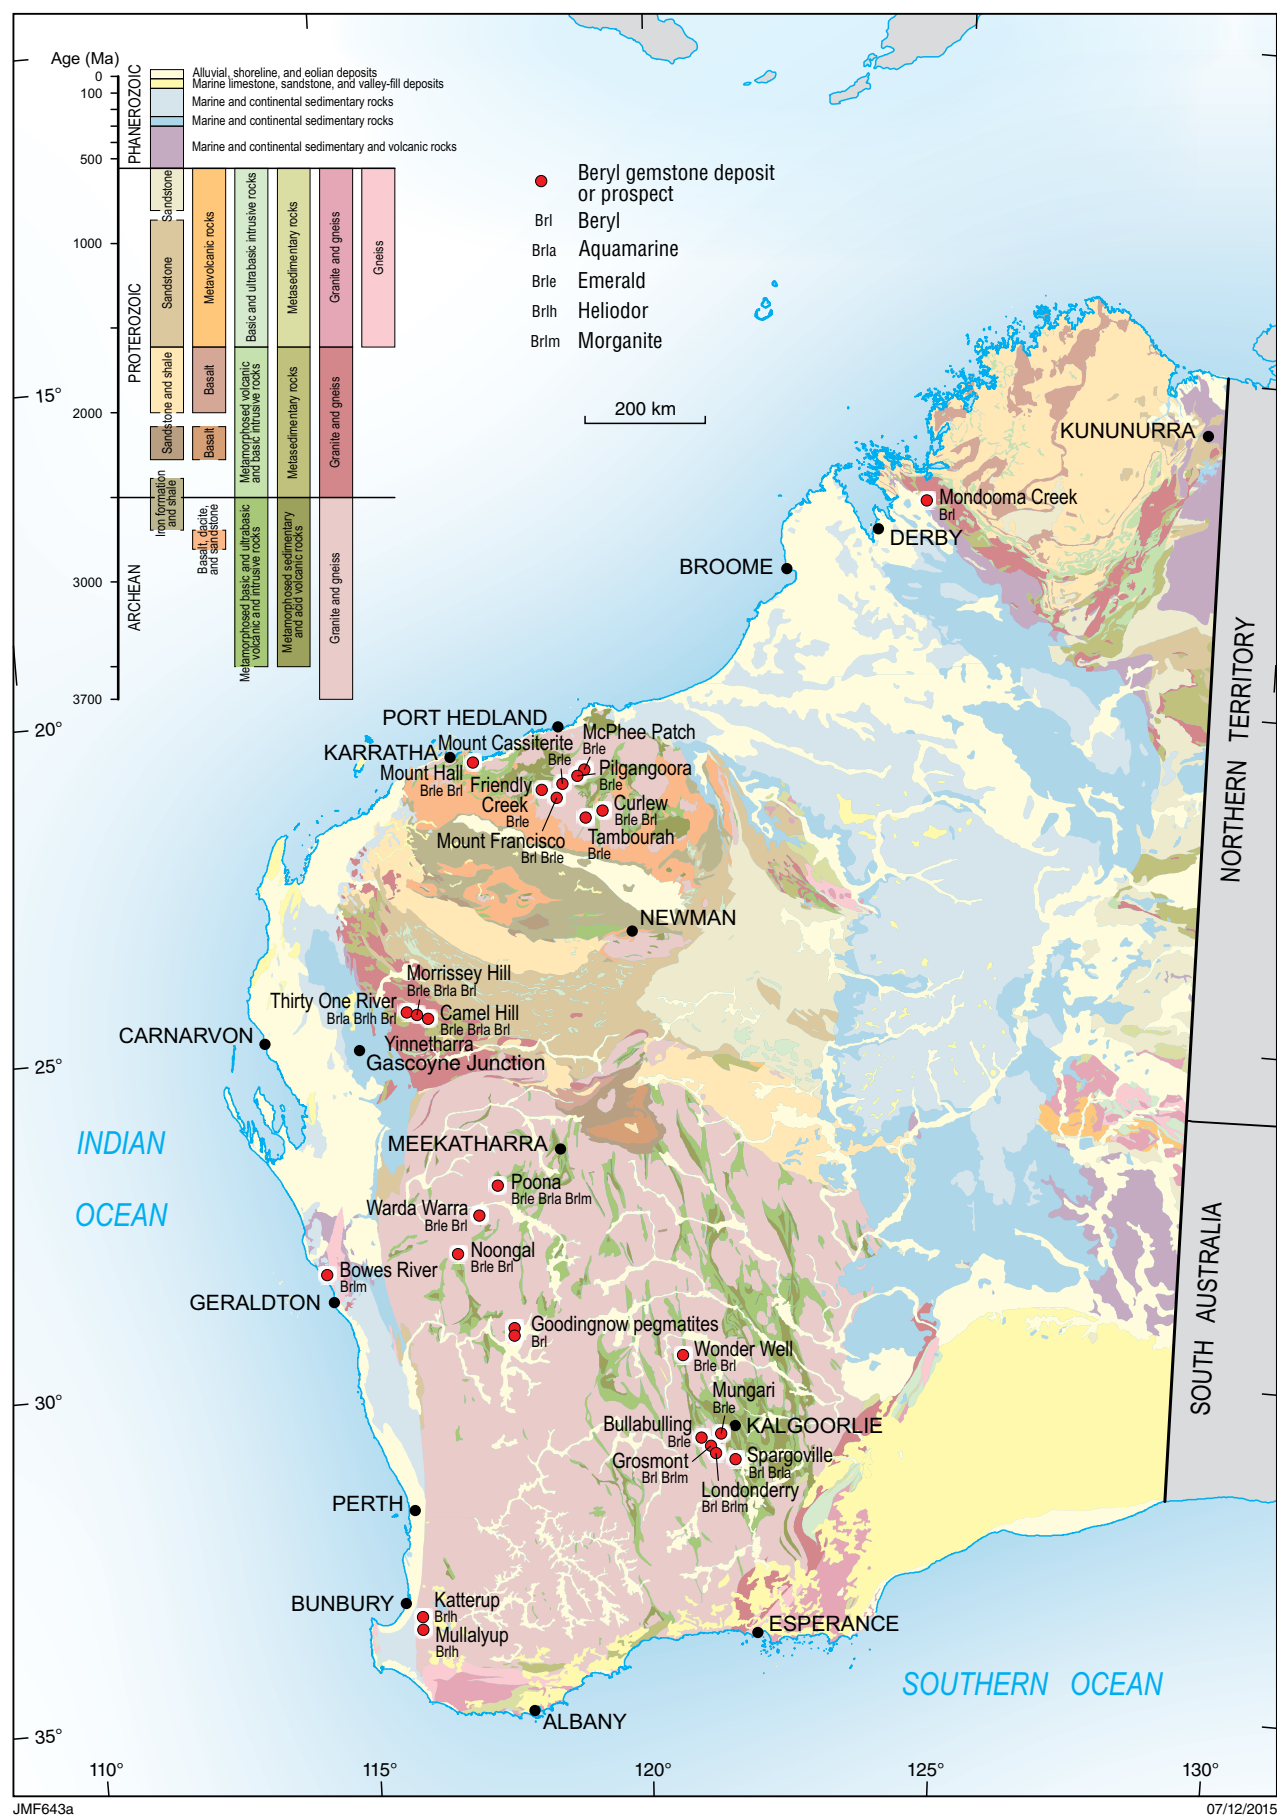 Age (Ma)
0
100
500
1000
2000
3000
3700
PHANEROZOIC
PROTEROZOIC
ARCHEAN
Alluvial, shoreline, and eolian deposits
Marine limestone, sandstone, and valley-fill deposits
Marine and continental sedimentary rocks
Marine and continental sedimentary rocks
Marine and continental sedimentary and volcanic rocks
Sandstone
Sandstone
Sandstone and shale
Sandstone
Iron formation
and shale
Metavolcanic rocks
Basalt
Basalt
Basalt, dacite,
and sandstone
Basic and ultrabasic intrusive rocks
Metamorphosed volcanic
and basic intrusive rocks
Metamorphosed basic and ultrabasic
volcanic and intrusive rocks
Metasedimentary rocks
Metasedimentary rocks
Metamorphosed sedimentary
and acid volcanic rocks
Granite and gneiss
Granite and gneiss
Granite and gneiss
Gneiss
Beryl gemstone deposit
or prospect
Brl Beryl
Brla Aquamarine
Brle Emerald
Brlh Heliodor
Brlm Morganite
200 km
15°
KUNUNURRA
Mondooma Creek
Brl
DERBY
BROOME
NORTHERN TERRITORY
20°
PORT HEDLAND
McPhee Patch
Brle
KARRATHA
Mount Cassiterite
Brle
Mount Hall
Brle Brl
Pilgangoora
Brle
Friendly
Creek
Brle
Curlew
Brle Brl
Mount Francisco
Brl Brle
Tambourah
Brle
NEWMAN
Morrissey Hill
Brle Brla Brl
Thirty One River
Brla Brlh Brl
Camel Hill
Brle Brla Brl
CARNARVON
Yinnetharra
Gascoyne Junction
25°
INDIAN
OCEAN
MEEKATHARRA
Poona
Brle Brla Brlm
Warda Warra
Brle Brl
Noongal
Brle Brl
Bowes River
Brlm
GERALDTON
SOUTH AUSTRALIA
Goodingnow pegmatites
Brl
Wonder Well
Brle Brl
Mungari
Brle
30°
Bullabulling
Brle
KALGOORLIE
Grosmont
Brl Brlm
Spargoville
Brl Brla
Londonderry
Brl Brlm
PERTH
BUNBURY
Katterup
Brlh
Mullalyup
Brlh
ESPERANCE
SOUTHERN OCEAN
ALBANY
35°
110°
115°
120°
125°
130°
JMF643a
07/12/2015